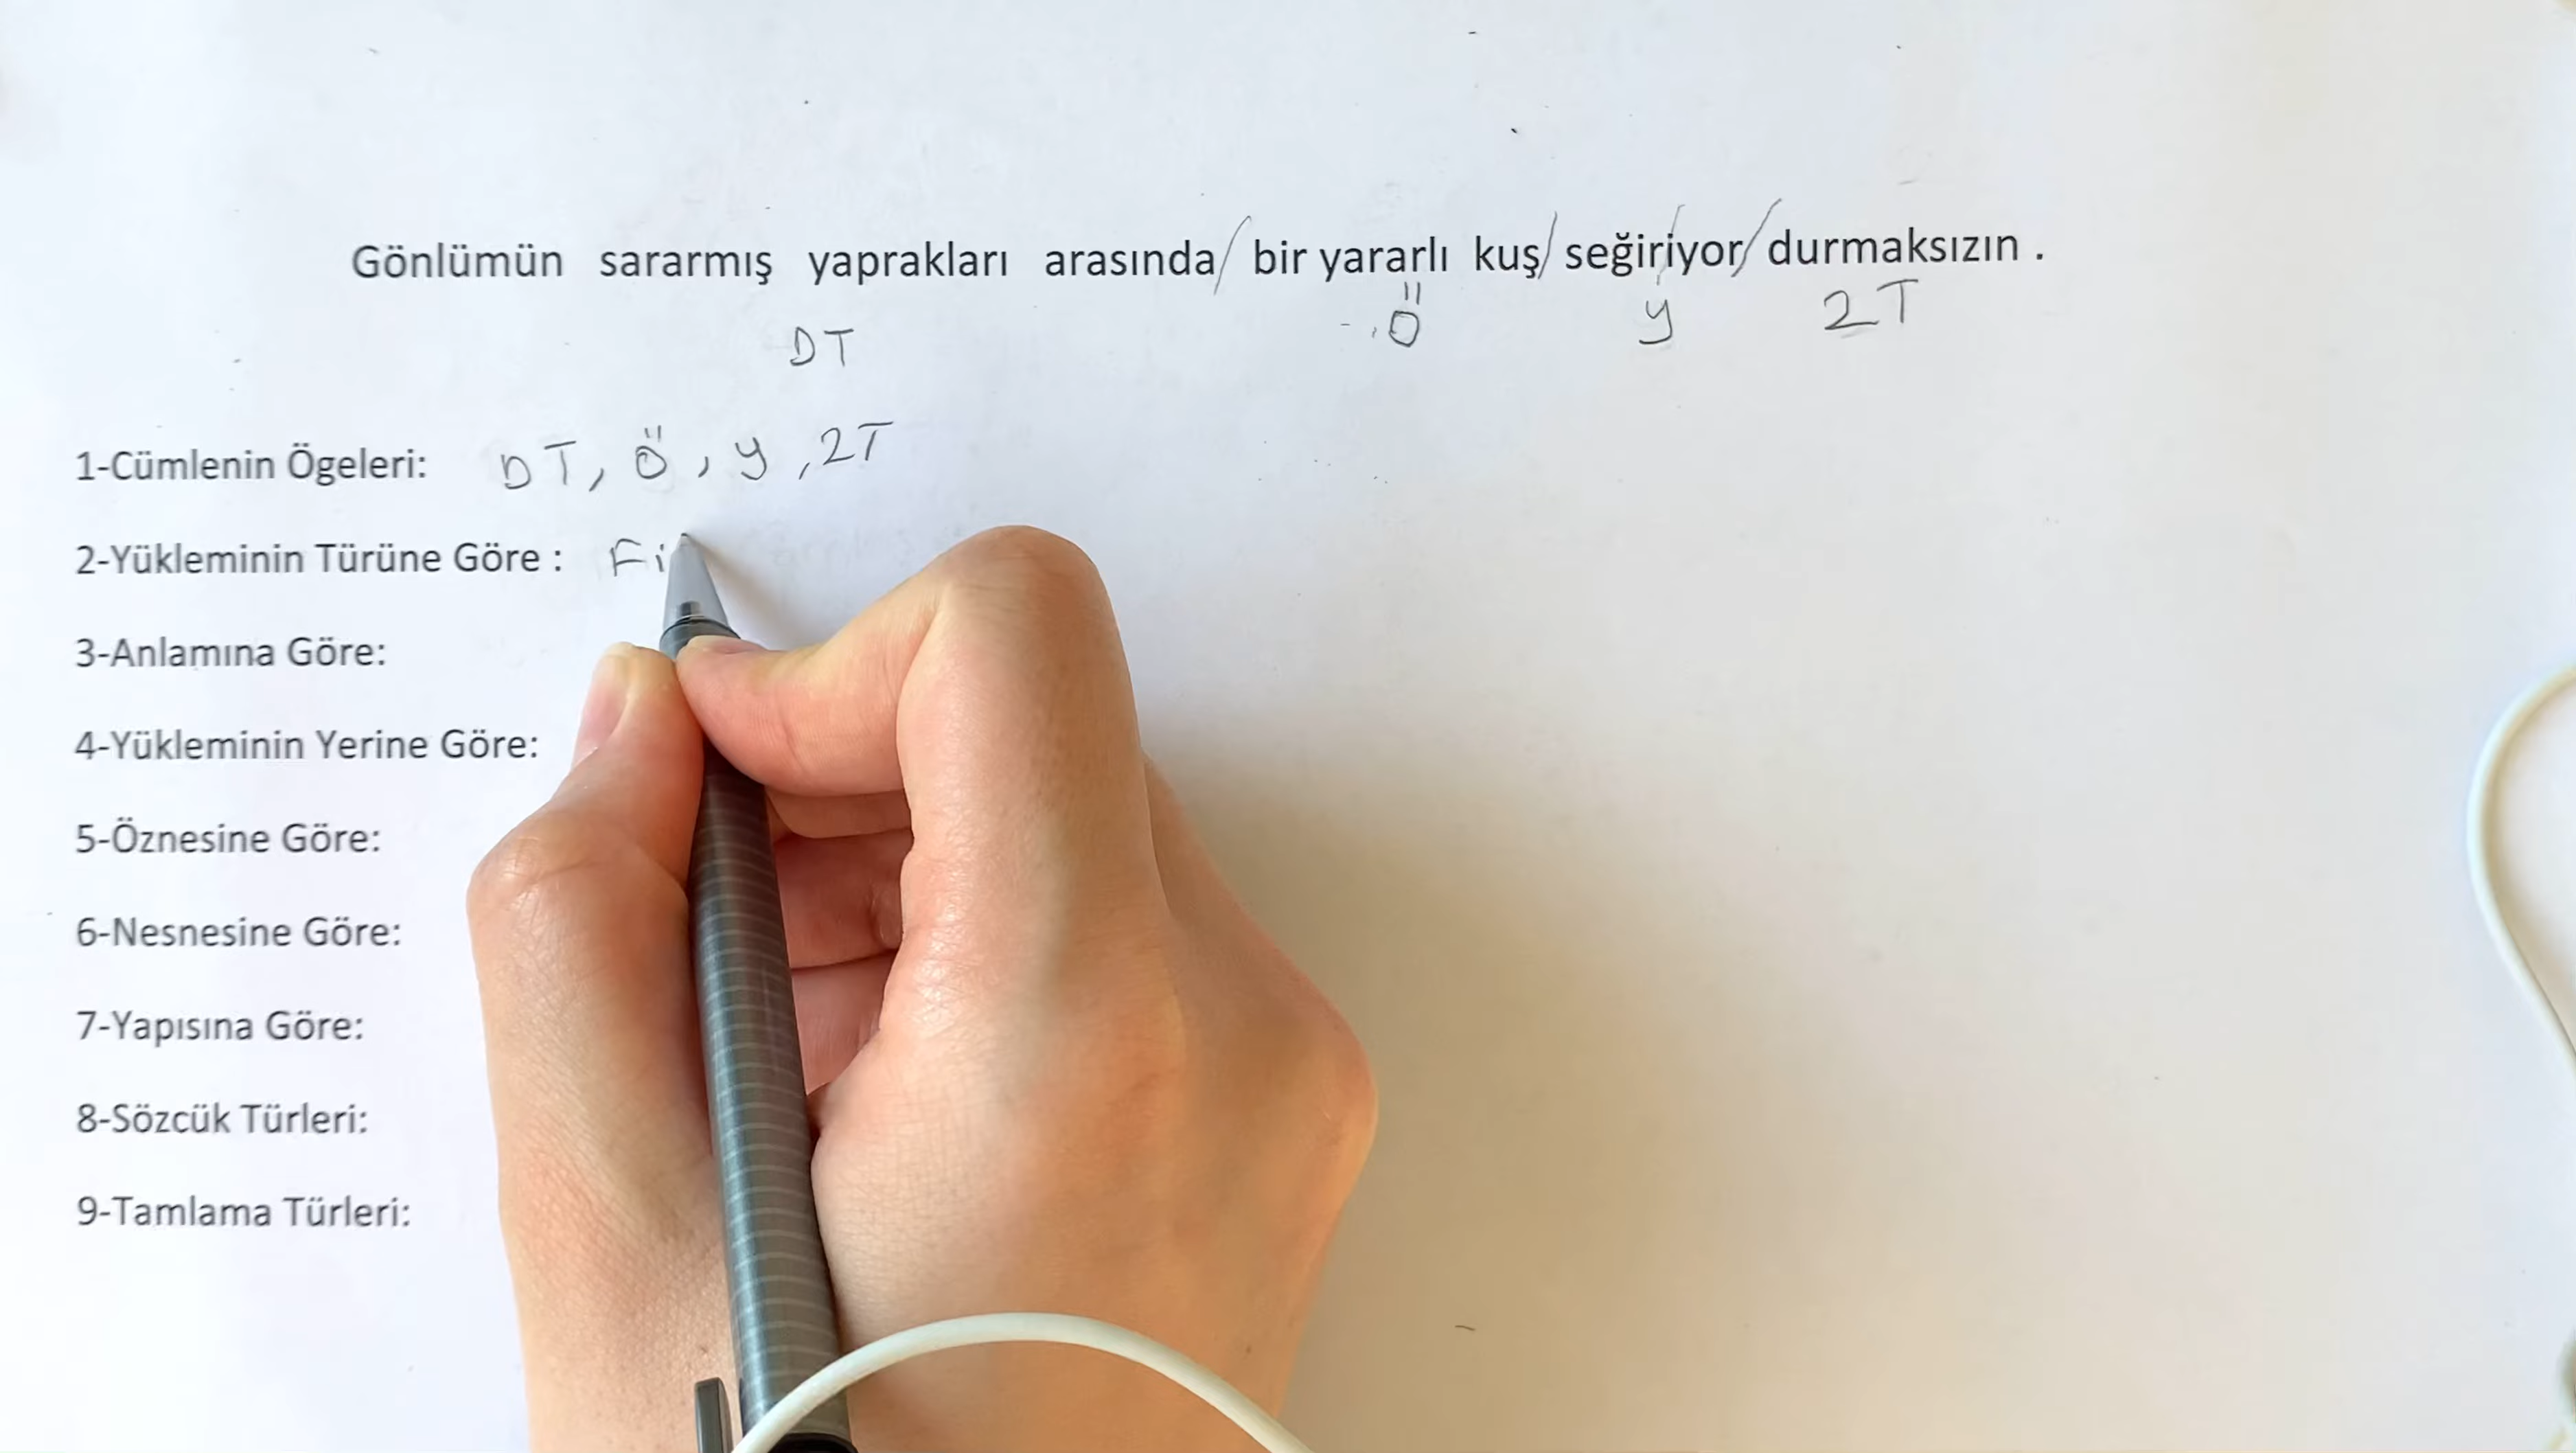 Gönlümün sararmış yaprakları arasında/ bir yararlı kuş/ seğiriyor/ durmaksızın .
DT Ö y 2T
1-Cümlenin Ögeleri: DT, Ö, y, 2T
2-Yükleminin Türüne Göre : Fi
3-Anlamına Göre:
4-Yükleminin Yerine Göre:
5-Öznesine Göre:
6-Nesnesine Göre:
7-Yapısına Göre:
8-Sözcük Türleri:
9-Tamlama Türleri: